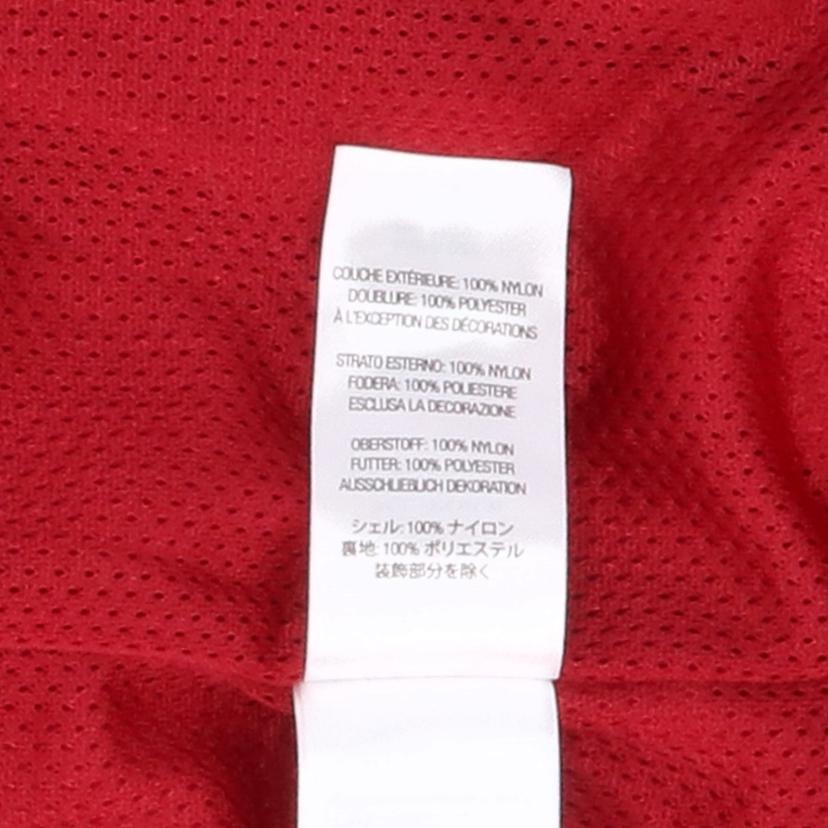 COUCHE EXTÉRIEURE: 100% NYLON
DOUBLURE: 100% POLYESTER
À L'EXCEPTION DES DÉCORATIONS
STRATO ESTERNO: 100% NYLON
FODERA: 100% POLIESTERE
ESCLUSA LA DECORAZIONE
OBERSTOFF: 100% NYLON
FUTTER: 100% POLYESTER
AUSSCHLIEBLICH DEKORATION
シェル: 100% ナイロン
裏地: 100% ポリエステル
装飾部分を除く